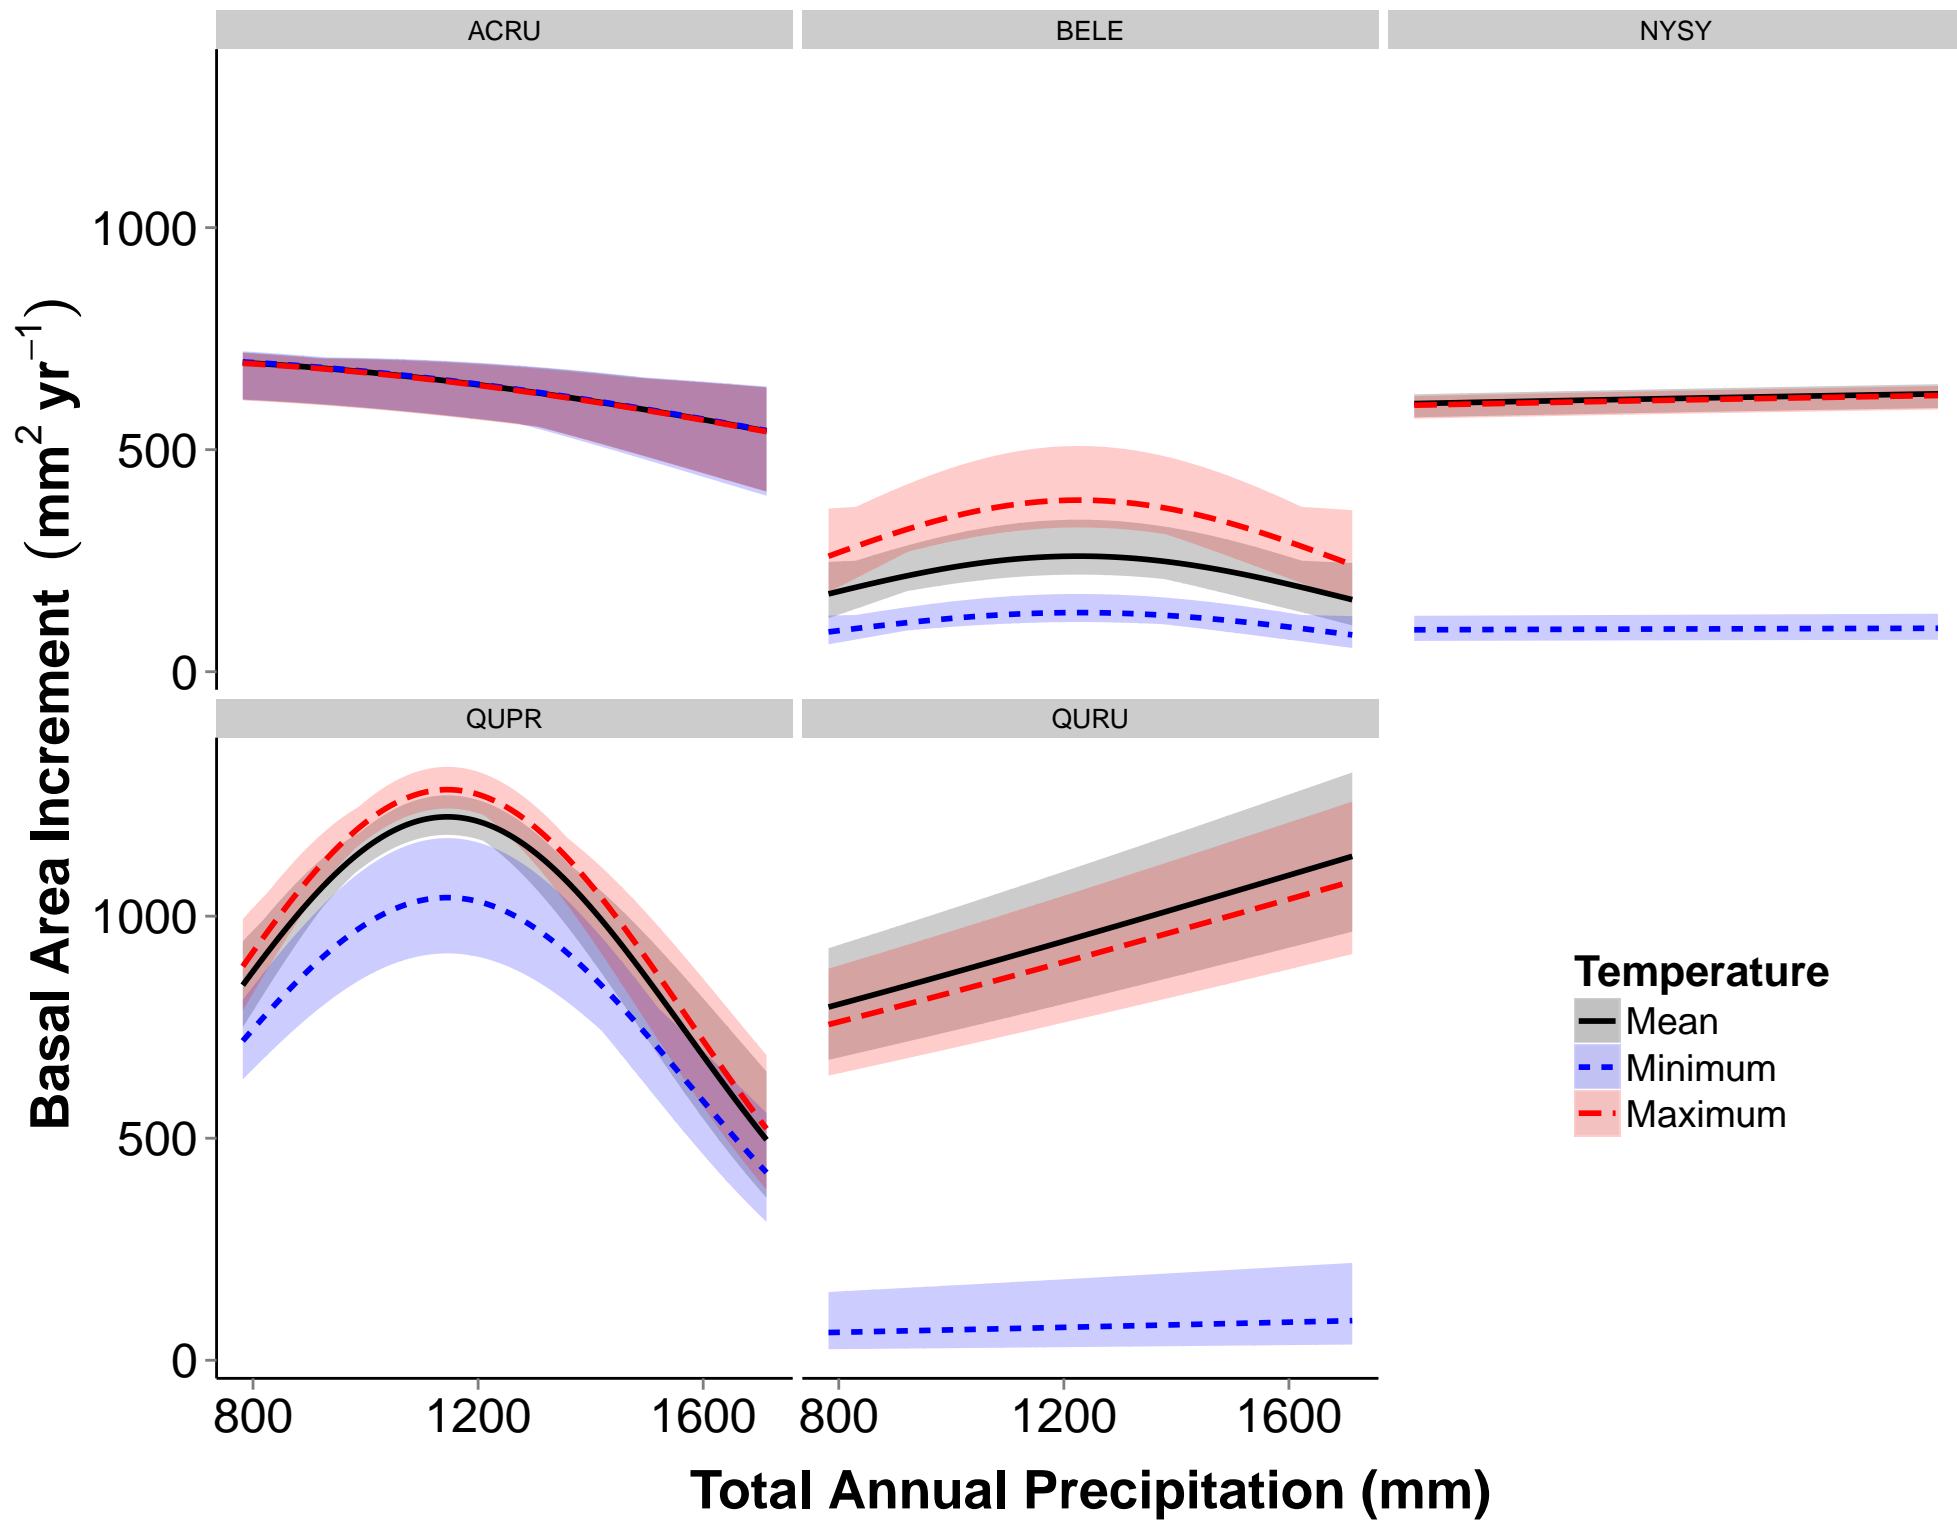 ACRU
BELE
NYSY
1000
500
0
Basal Area Increment (mm² yr⁻¹)
QUPR
QURU
1000
500
0
Temperature
Mean
Minimum
Maximum
800
1200
1600
800
1200
1600
Total Annual Precipitation (mm)